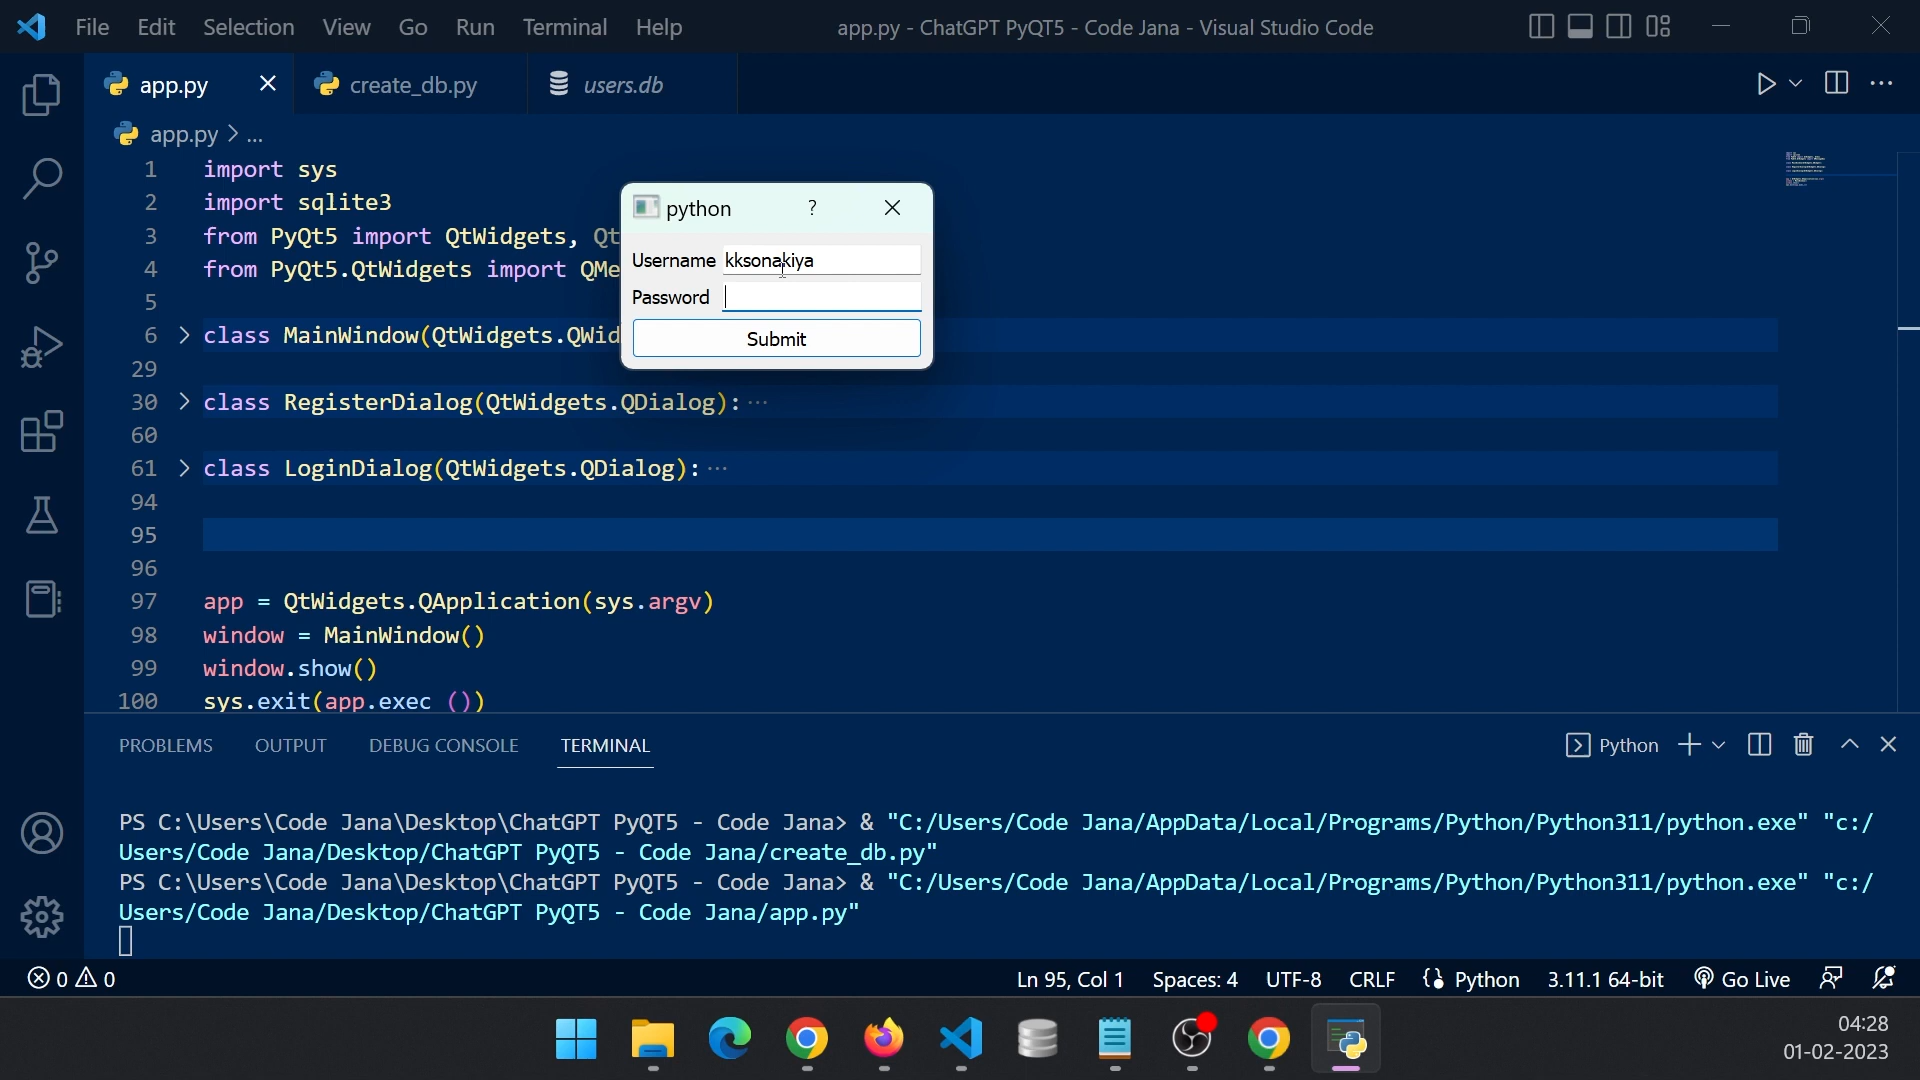 File Edit Selection View Go Run Terminal Help app.py - ChatGPT PyQT5 - Code Jana - Visual Studio Code
app.py create_db.py users.db
app.py > ...
1 import sys
2 import sqlite3
3 from PyQt5 import QtWidgets, Qt
4 from PyQt5.QtWidgets import QMe
5
6 class MainWindow(QtWidgets.QWid
29
30 class RegisterDialog(QtWidgets.QDialog):···
60
61 class LoginDialog(QtWidgets.QDialog):···
94
95
96
97 app = QtWidgets.QApplication(sys.argv)
98 window = MainWindow()
99 window.show()
100 sys.exit(app.exec ())
python ?
Username kksonakiya
Password
Submit
PROBLEMS OUTPUT DEBUG CONSOLE TERMINAL Python
PS C:\Users\Code Jana\Desktop\ChatGPT PyQT5 - Code Jana> & "C:/Users/Code Jana/AppData/Local/Programs/Python/Python311/python.exe" "c:/
Users/Code Jana/Desktop/ChatGPT PyQT5 - Code Jana/create_db.py"
PS C:\Users\Code Jana\Desktop\ChatGPT PyQT5 - Code Jana> & "C:/Users/Code Jana/AppData/Local/Programs/Python/Python311/python.exe" "c:/
Users/Code Jana/Desktop/ChatGPT PyQT5 - Code Jana/app.py"
0 0 Ln 95, Col 1 Spaces: 4 UTF-8 CRLF Python 3.11.1 64-bit Go Live
04:28
01-02-2023